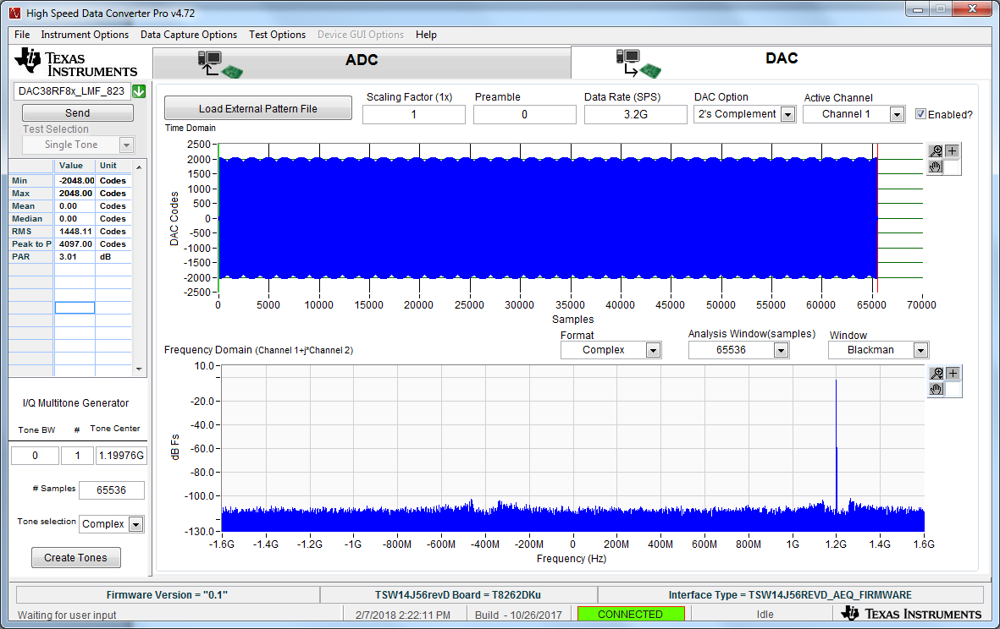 High Speed Data Converter Pro v4.72
File Instrument Options Data Capture Options Test Options Device GUI Options Help
TEXAS INSTRUMENTS
ADC
DAC
DAC38RF8x_LMF_823
Send
Test Selection
Single Tone
Value Unit
Min -2048.00 Codes
Max 2048.00 Codes
Mean 0.00 Codes
Median 0.00 Codes
RMS 1448.11 Codes
Peak to P 4097.00 Codes
PAR 3.01 dB
I/Q Multitone Generator
Tone BW # Tone Center
0 1 1.19976G
# Samples 65536
Tone selection Complex
Create Tones
Load External Pattern File
Scaling Factor (1x) Preamble Data Rate (SPS) DAC Option Active Channel
1 0 3.2G 2's Complement Channel 1 Enabled?
Time Domain
2500
2000
1500
1000
500
0
-500
-1000
-1500
-2000
-2500
DAC Codes
0 5000 10000 15000 20000 25000 30000 35000 40000 45000 50000 55000 60000 65000 70000
Samples
Format Analysis Window(samples) Window
Complex 65536 Blackman
Frequency Domain (Channel 1+j*Channel 2)
10.0
-20.0
-40.0
-60.0
-80.0
-100.0
-130.0
dB Fs
-1.6G -1.4G -1.2G -1G -800M -600M -400M -200M 0 200M 400M 600M 800M 1G 1.2G 1.4G 1.6G
Frequency (Hz)
Firmware Version = "0.1" TSW14J56revD Board = T8262DKu Interface Type = TSW14J56REVD_AEQ_FIRMWARE
Waiting for user input 2/7/2018 2:22:11 PM Build - 10/26/2017 CONNECTED Idle TEXAS INSTRUMENTS